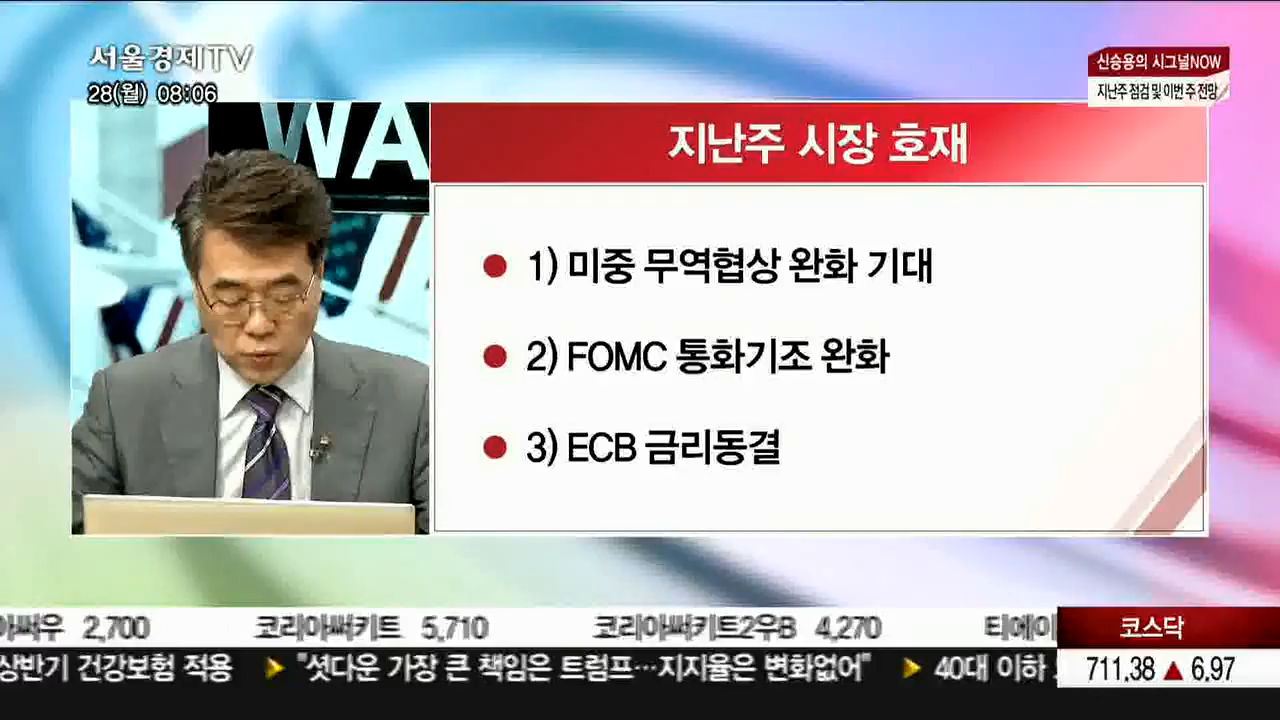 서울경제TV
28(월) 08:06
신승용의 시그널NOW
지난주 점검 및 이번 주 전망
WA
지난주 시장 호재
1) 미중 무역협상 완화 기대
2) FOMC 통화기조 완화
3) ECB 금리동결
2,700 코리아써키트 5,710 코리아써키트2우B 4,270 티에이
코스닥
상반기 건강보험 적용 ▶ "셧다운 가장 큰 책임은 트럼프…지지율은 변화없어" ▶ 40대 이하
711.38 ▲ 6.97